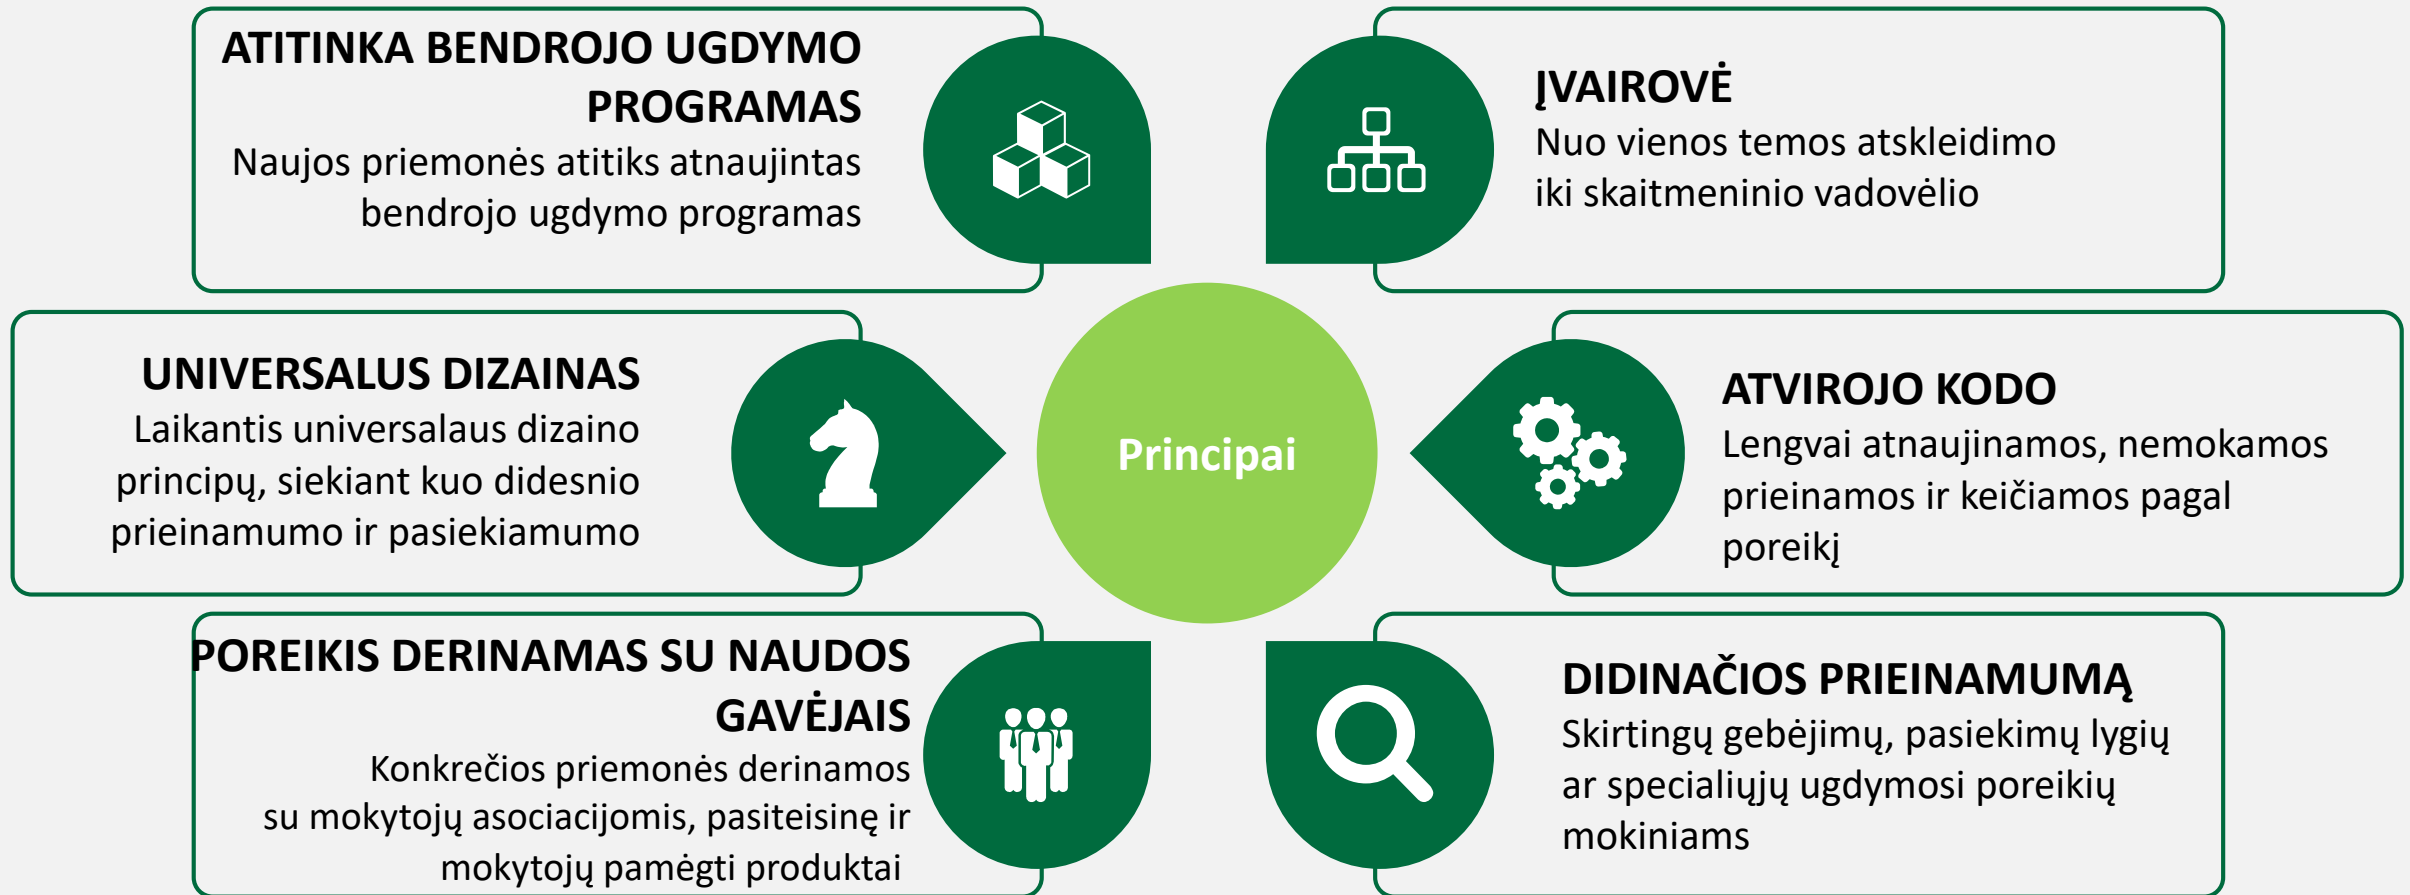 ATITINKA BENDROJO UGDYMO
PROGRAMAS
Naujos priemonės atitiks atnaujintas
bendrojo ugdymo programas
ĮVAIROVĖ
Nuo vienos temos atskleidimo
iki skaitmeninio vadovėlio
UNIVERSALUS DIZAINAS
Laikantis universalaus dizaino
principų, siekiant kuo didesnio
prieinamumo ir pasiekiamumo
Principai
ATVIROJO KODO
Lengvai atnaujinamos, nemokamos
prieinamos ir keičiamos pagal
poreikį
POREIKIS DERINAMAS SU NAUDOS
GAVĖJAIS
Konkrečios priemonės derinamos
su mokytojų asociacijomis, pasiteisinę ir
mokytojų pamėgti produktai
DIDINAČIOS PRIEINAMUMĄ
Skirtingų gebėjimų, pasiekimų lygių
ar specialiųjų ugdymosi poreikių
mokiniams